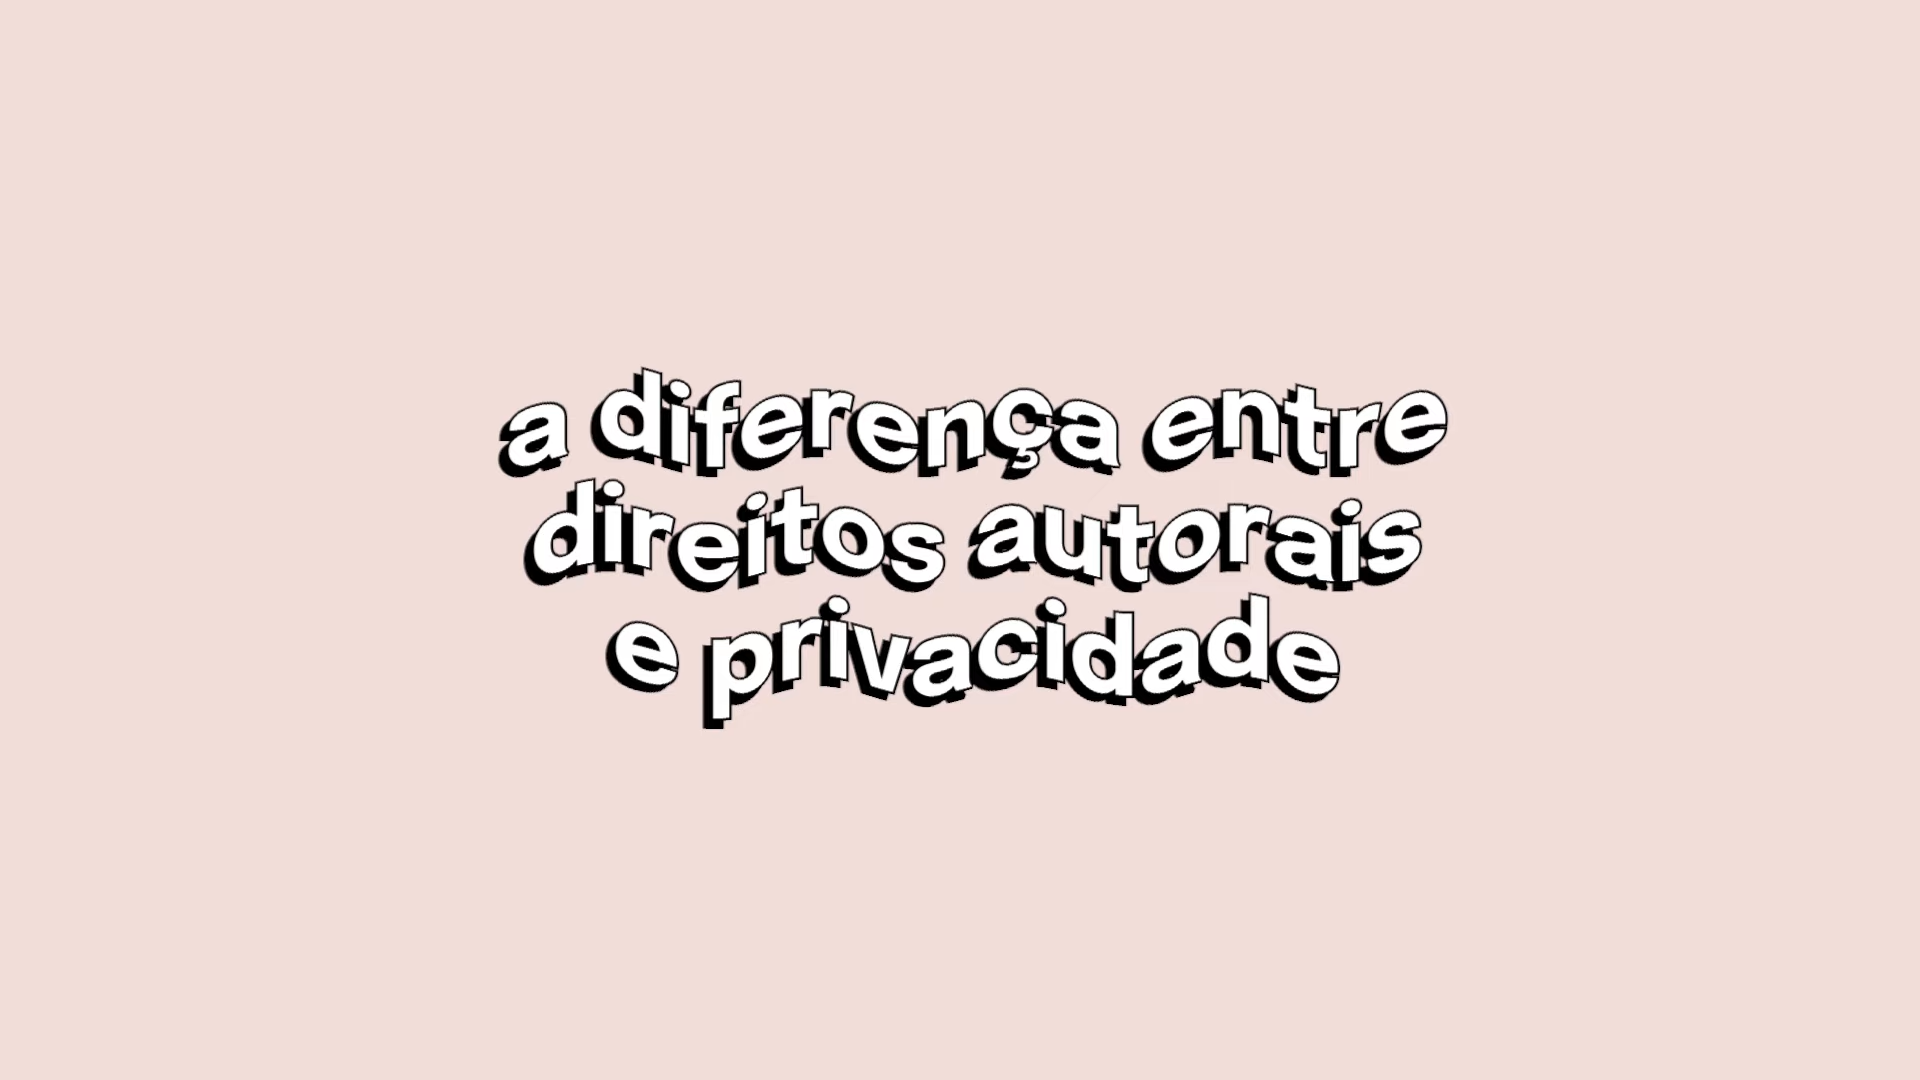 a diferença entre
direitos autorais
e privacidade